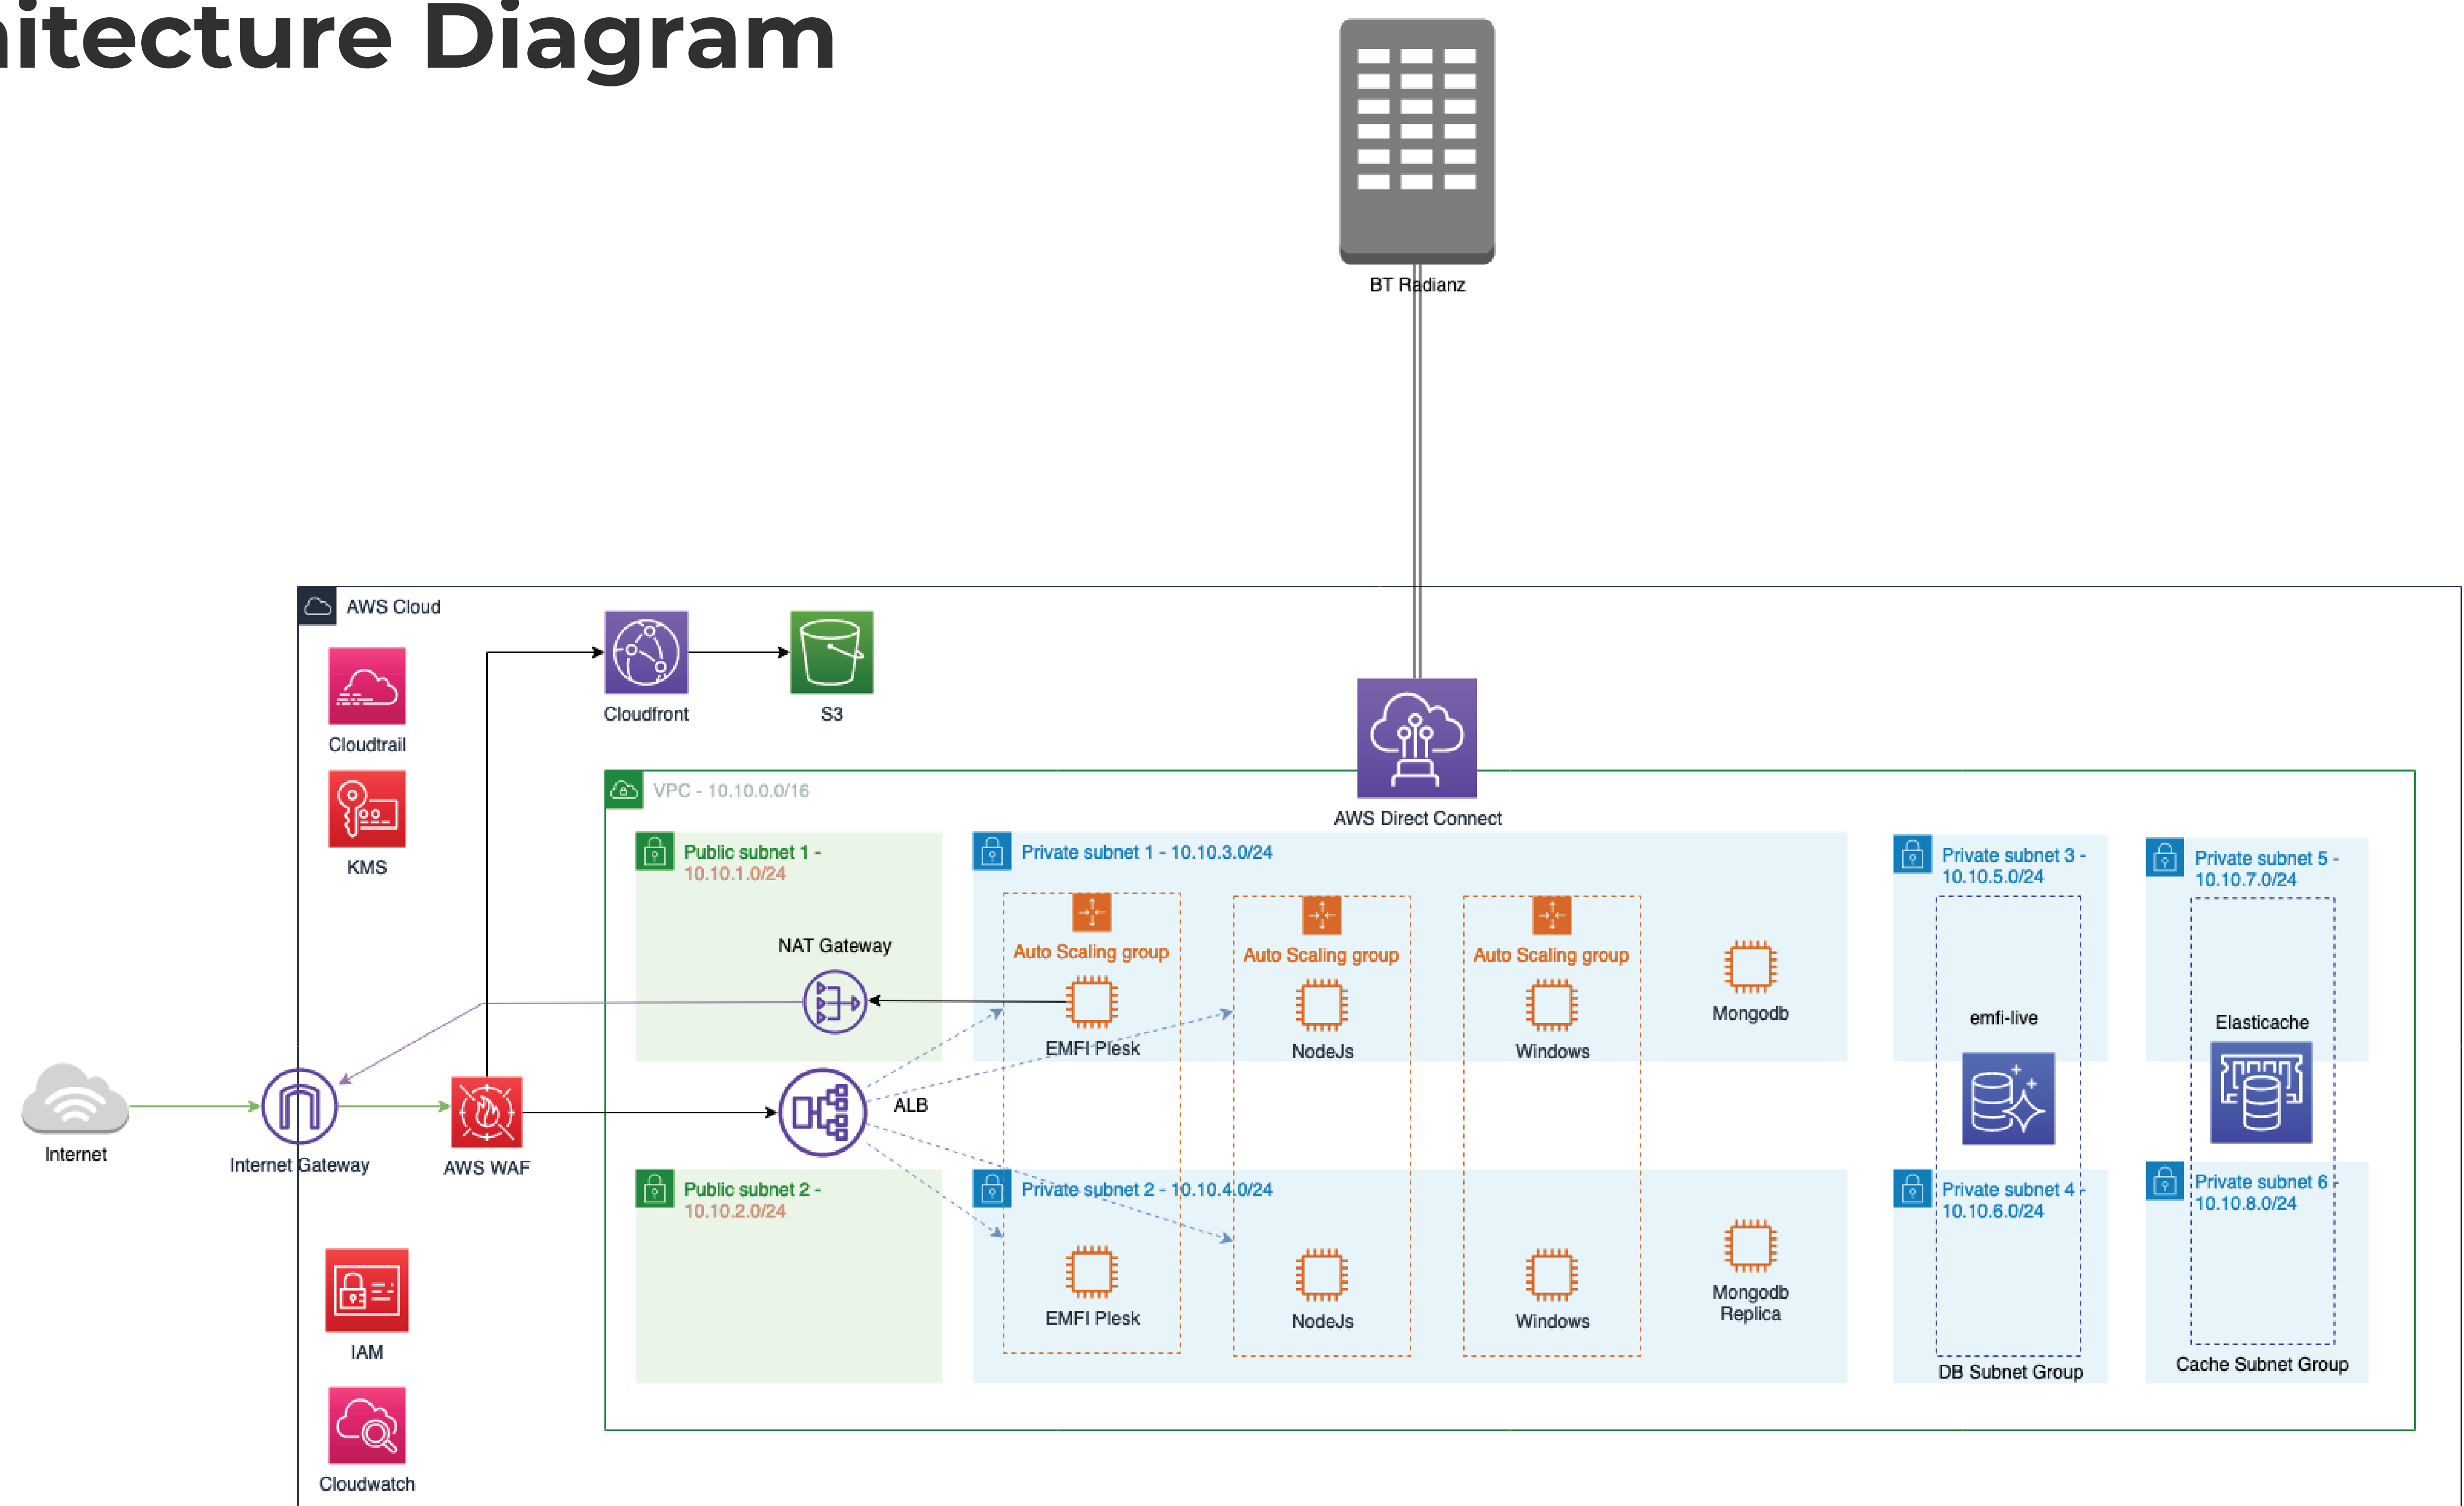 hitecture Diagram
BT Radianz
AWS Cloud
Cloudtrail
KMS
Cloudfront
S3
AWS Direct Connect
VPC - 10.10.0.0/16
Public subnet 1 -
10.10.1.0/24
NAT Gateway
Private subnet 1 - 10.10.3.0/24
Auto Scaling group
EMFI Plesk
Auto Scaling group
NodeJs
Auto Scaling group
Windows
Mongodb
Private subnet 3 -
10.10.5.0/24
emfi-live
Private subnet 5 -
10.10.7.0/24
Elasticache
Internet
Internet Gateway
AWS WAF
ALB
Public subnet 2 -
10.10.2.0/24
Private subnet 2 - 10.10.4.0/24
EMFI Plesk
NodeJs
Windows
Mongodb
Replica
Private subnet 4 -
10.10.6.0/24
DB Subnet Group
Private subnet 6 -
10.10.8.0/24
Cache Subnet Group
IAM
Cloudwatch